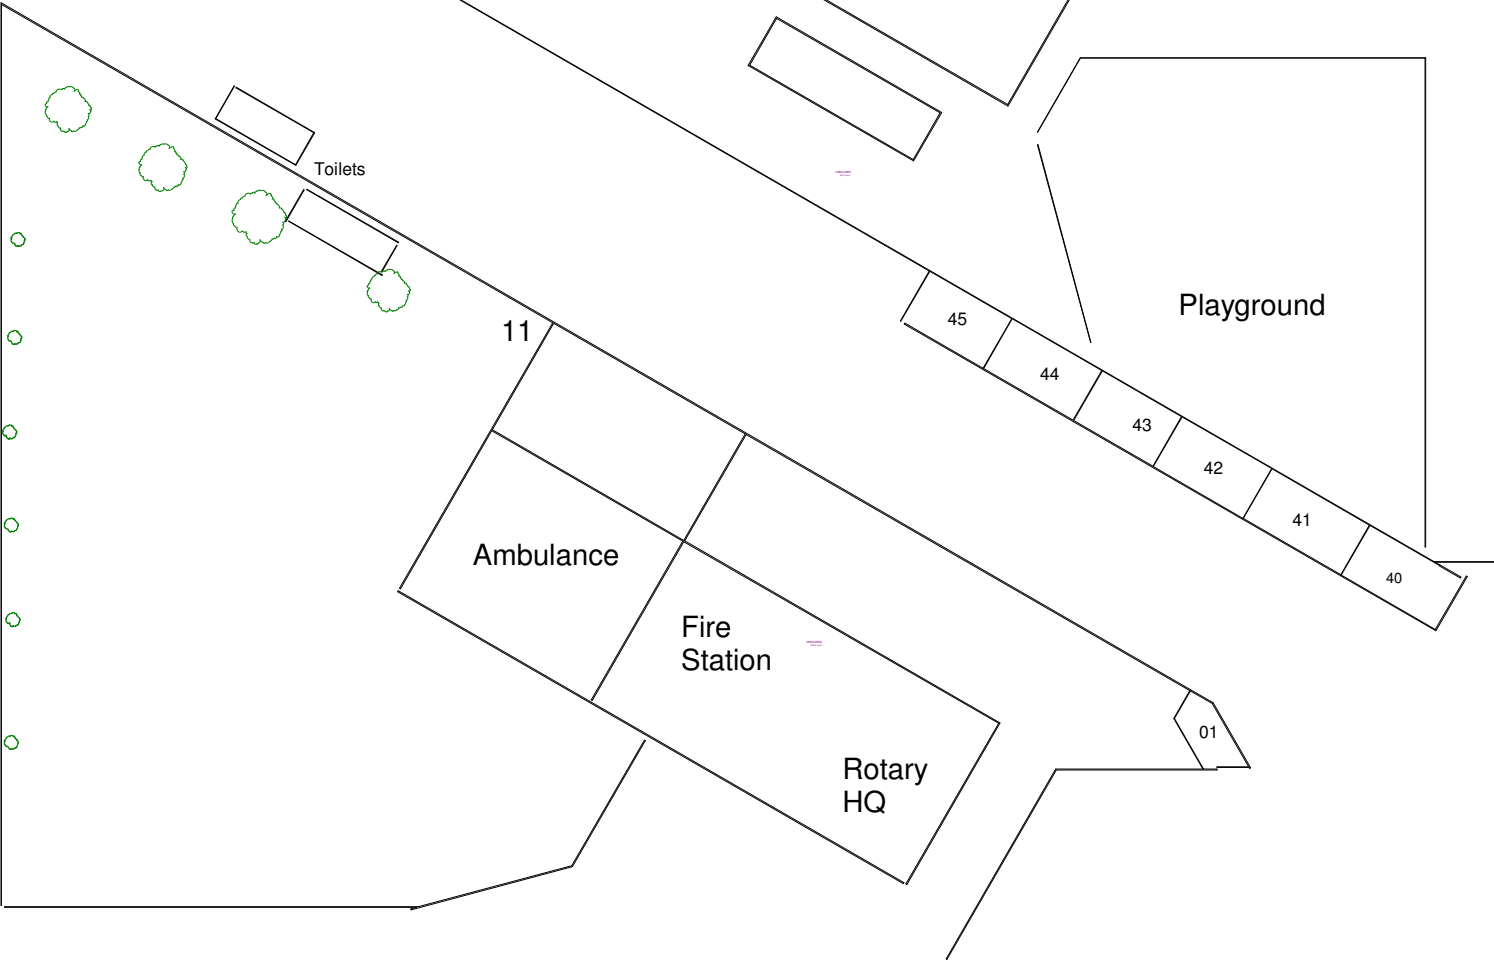 Toilets
Playground
45
11
44
43
42
41
Ambulance
40
Fire
Station
01
Rotary
HQ